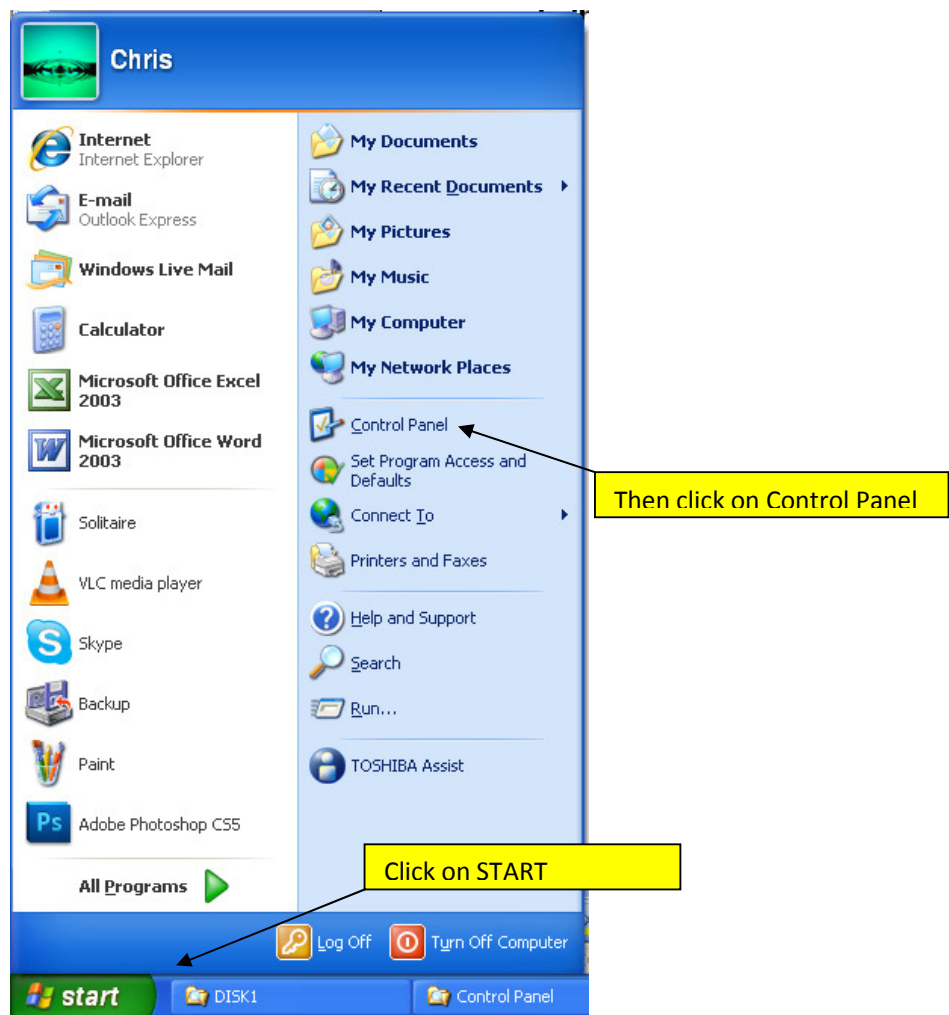 Chris
Internet
Internet Explorer
E-mail
Outlook Express
Windows Live Mail
Calculator
Microsoft Office Excel
2003
Microsoft Office Word
2003
Solitaire
VLC media player
Skype
Backup
Paint
Ps Adobe Photoshop CS5
All Programs
My Documents
My Recent Documents
My Pictures
My Music
My Computer
My Network Places
Control Panel
Set Program Access and
Defaults
Connect To
Printers and Faxes
Help and Support
Search
Run...
TOSHIBA Assist
Then click on Control Panel
Click on START
Log Off
Turn Off Computer
start
DISK1
Control Panel